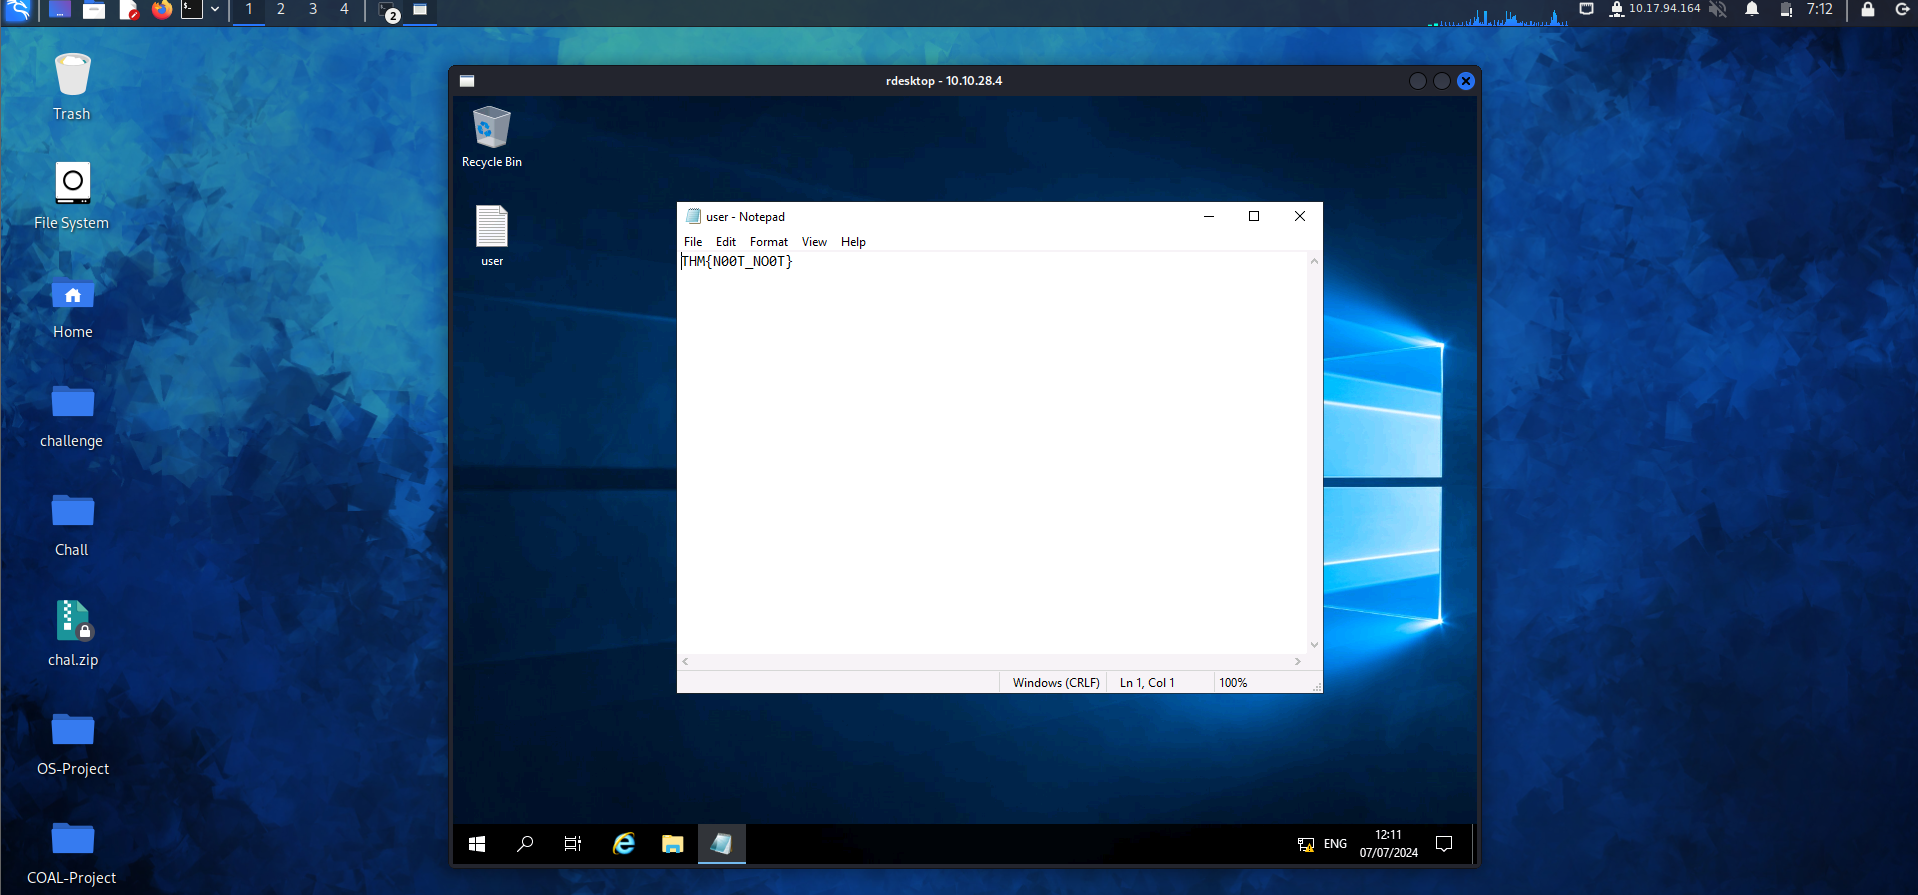 1 2 3 4
2
10.17.94.164
7:12
Trash
File System
Home
challenge
Chall
chal.zip
OS-Project
COAL-Project
rdesktop - 10.10.28.4
Recycle Bin
user
user - Notepad
File Edit Format View Help
THM{N00T_NO0T}
Windows (CRLF) Ln 1, Col 1 100%
ENG
12:11
07/07/2024